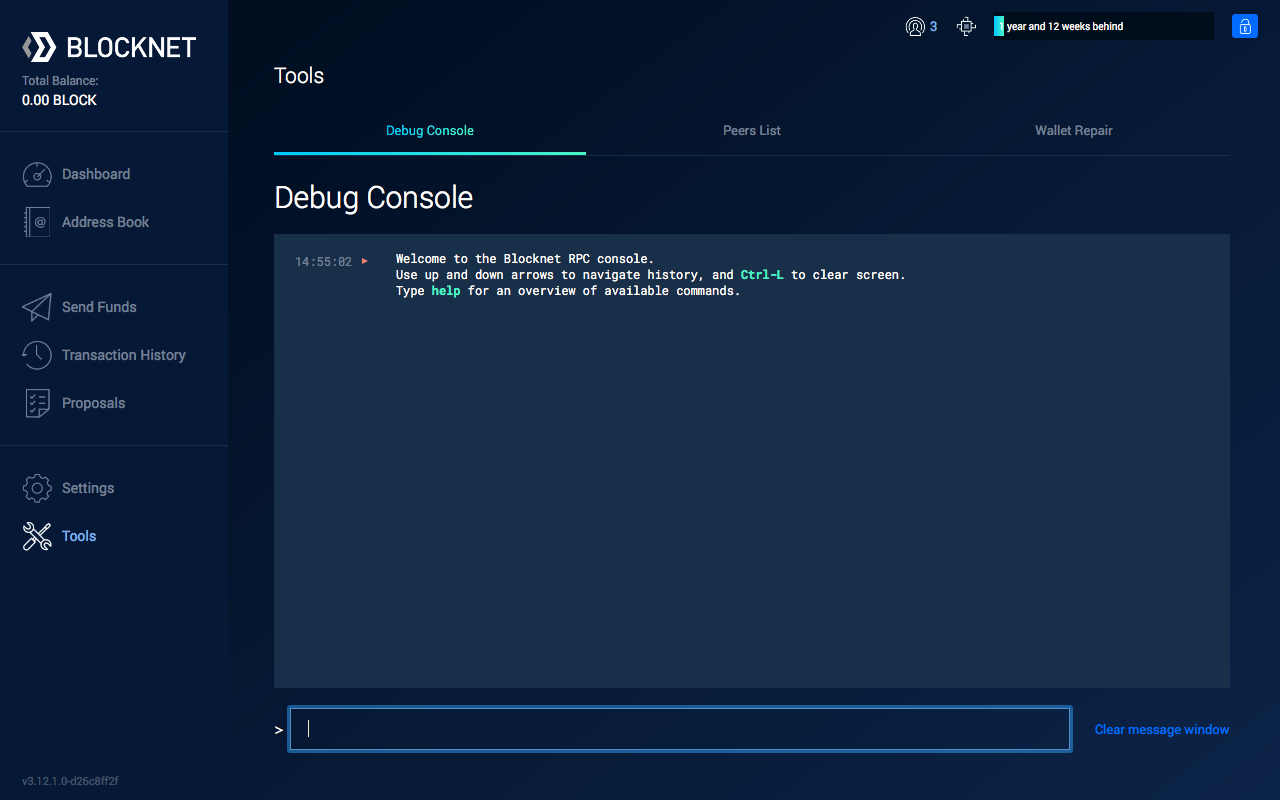 BLOCKNET
Total Balance:
0.00 BLOCK
Dashboard
Address Book
Send Funds
Transaction History
Proposals
Settings
Tools
v3.12.1.0-d26c8ff2f
3
1 year and 12 weeks behind
Tools
Debug Console
Peers List
Wallet Repair
Debug Console
14:55:02
Welcome to the Blocknet RPC console.
Use up and down arrows to navigate history, and Ctrl-L to clear screen.
Type help for an overview of available commands.
>
Clear message window